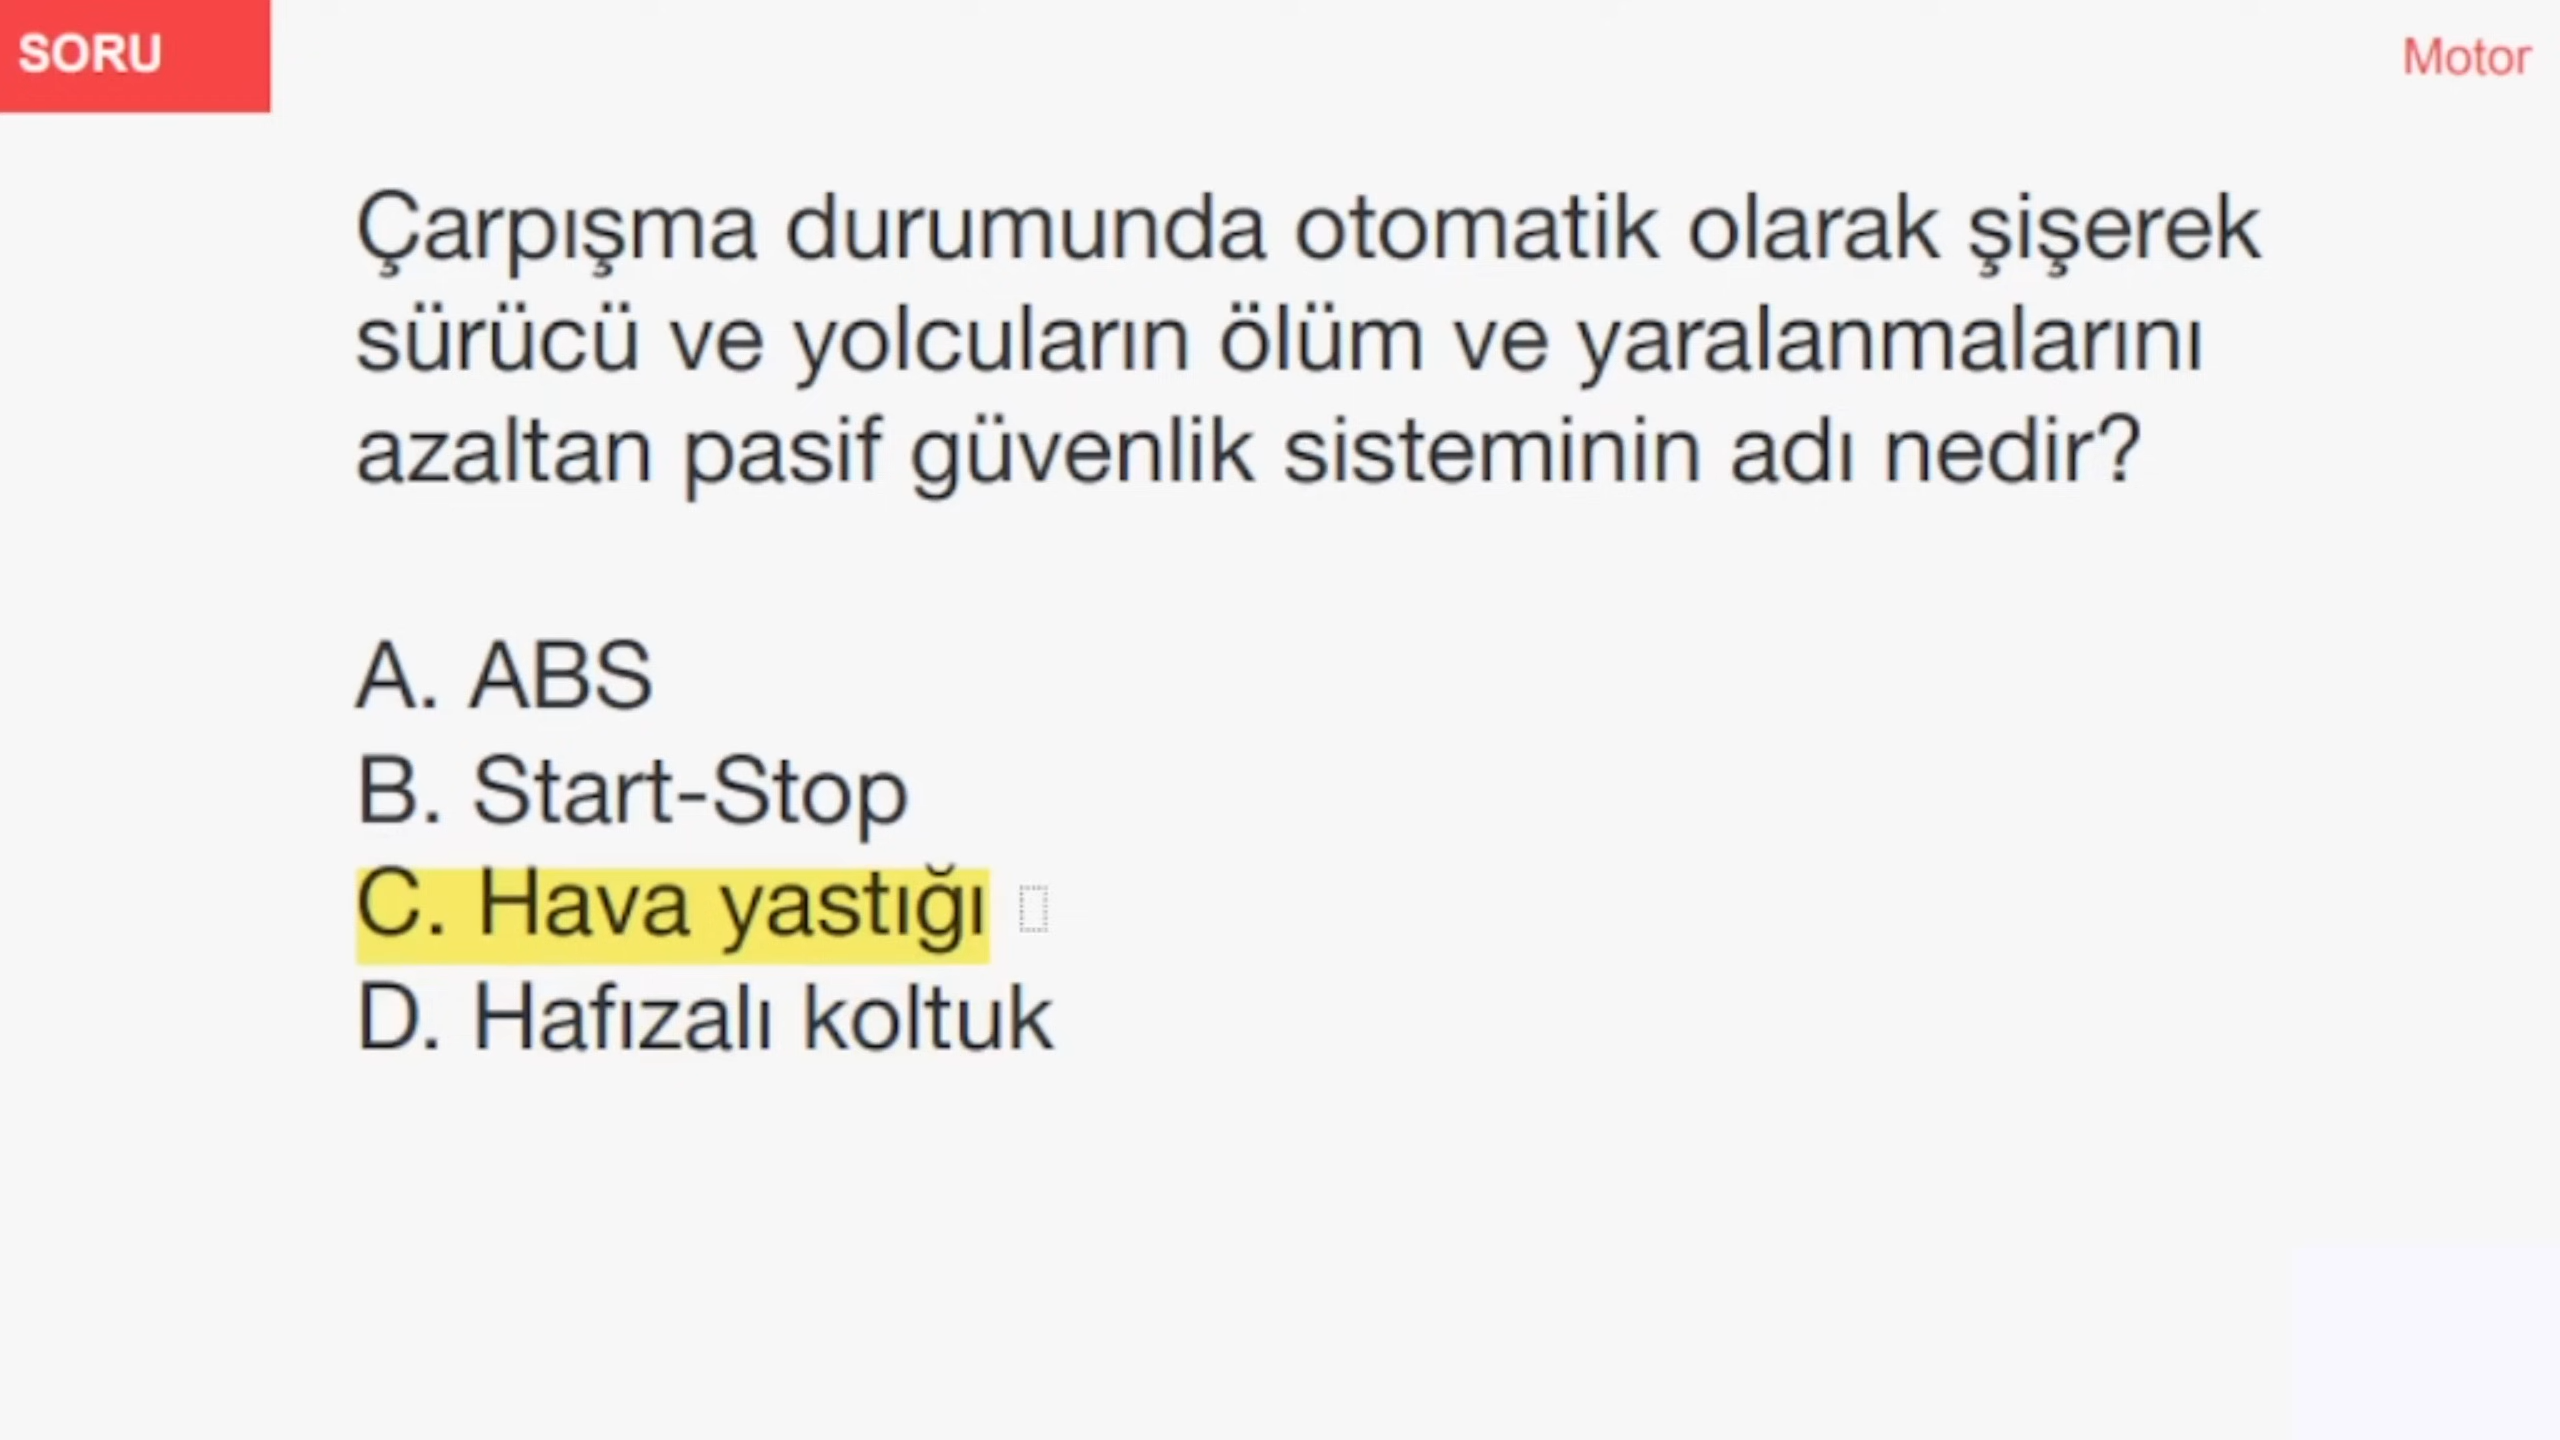 SORU
Motor
Çarpışma durumunda otomatik olarak şişerek
sürücü ve yolcuların ölüm ve yaralanmalarını
azaltan pasif güvenlik sisteminin adı nedir?
A. ABS
B. Start-Stop
C. Hava yastığı
D. Hafızalı koltuk